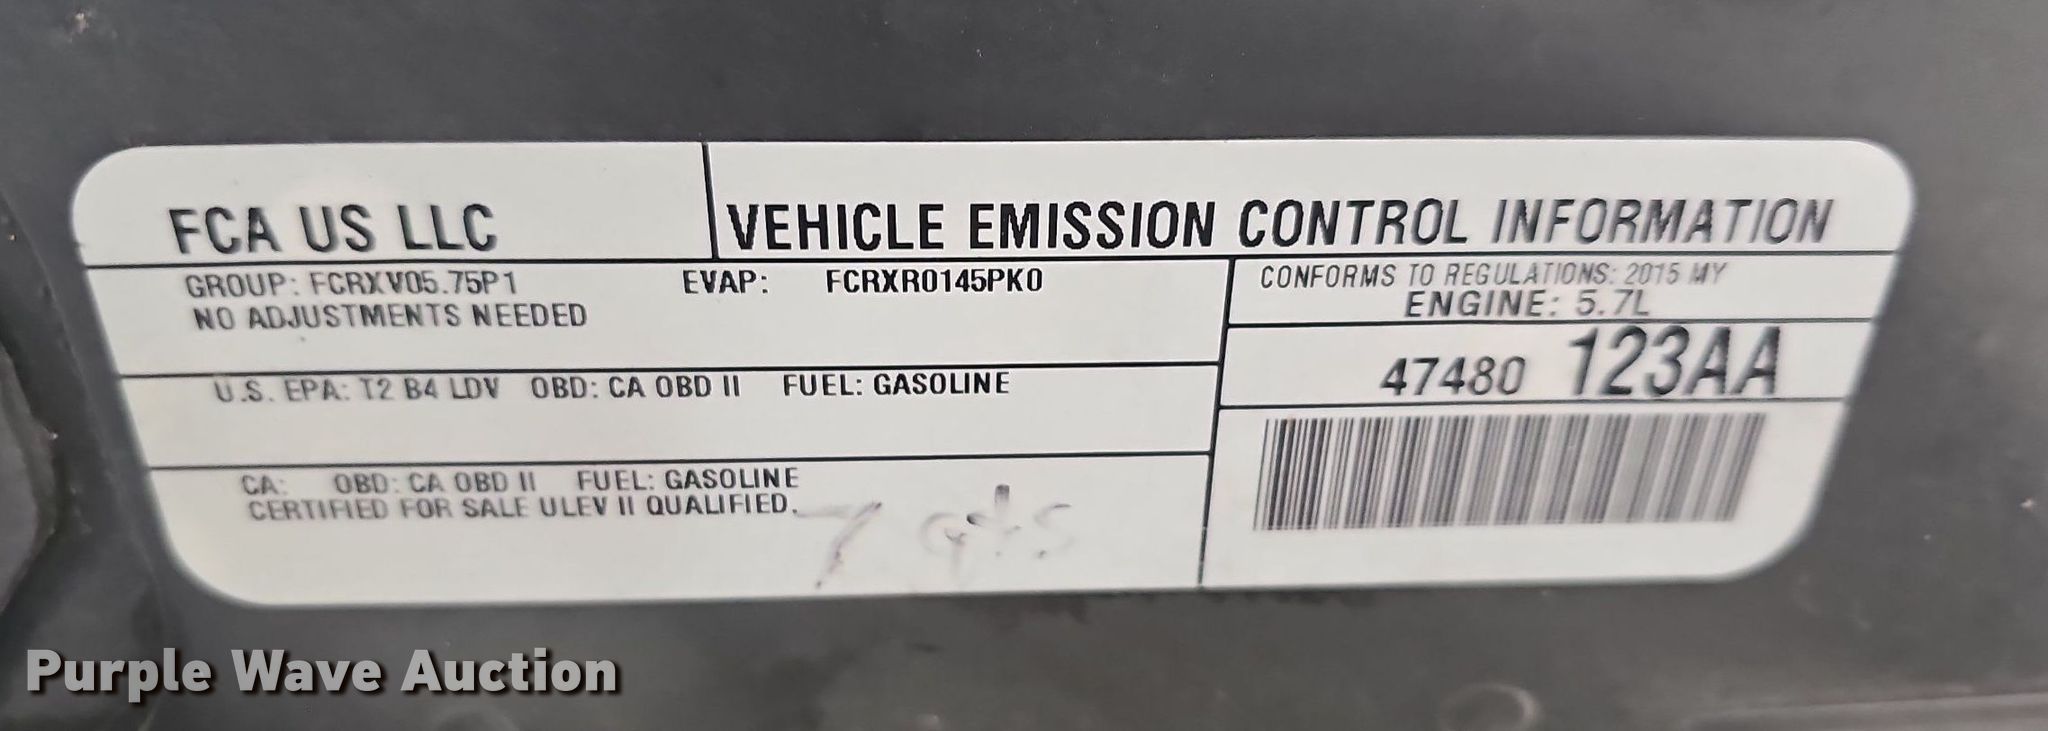 FCA US LLC
VEHICLE EMISSION CONTROL INFORMATION
GROUP: FCRXV05.75P1
EVAP: FCRXR0145PK0
NO ADJUSTMENTS NEEDED
CONFORMS TO REGULATIONS: 2015 MY
ENGINE: 5.7L
47480 123AA
U.S. EPA: T2 B4 LDV OBD: CA OBD II FUEL: GASOLINE
CA: OBD: CA OBD II FUEL: GASOLINE
CERTIFIED FOR SALE ULEV II QUALIFIED.
7 qts
Purple Wave Auction